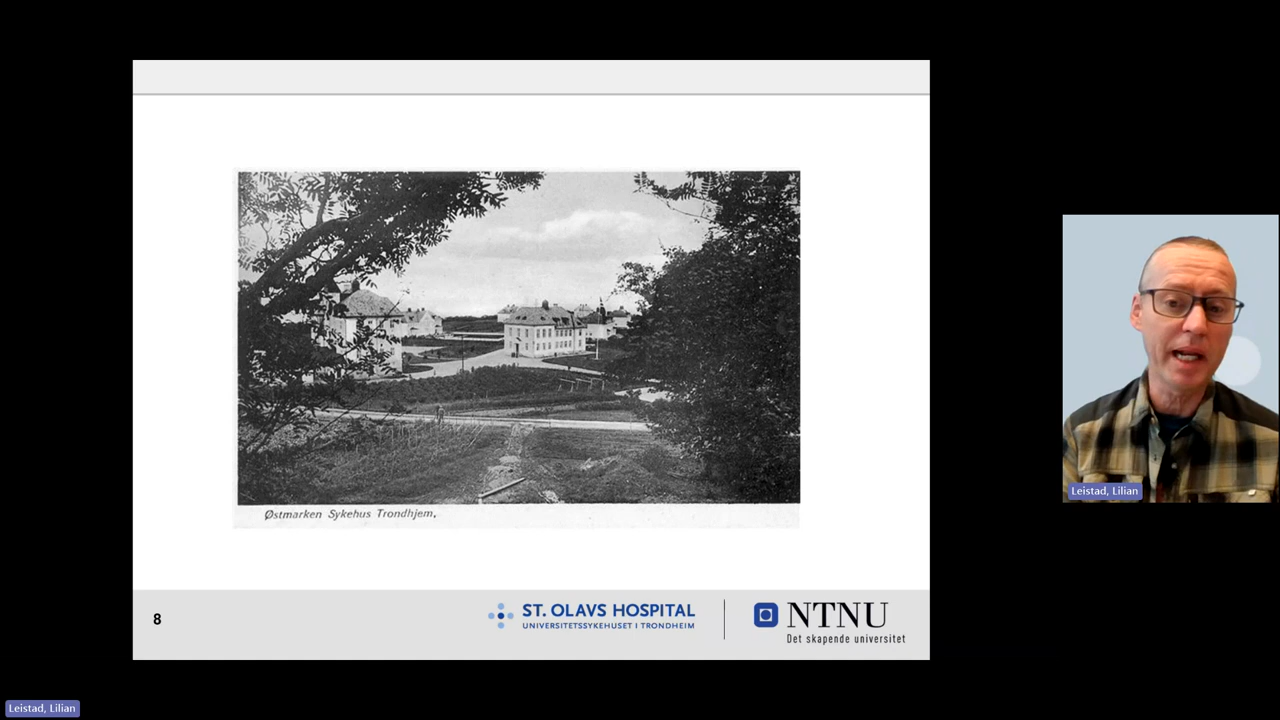 Østmarken Sykehus Trondhjem.
8
ST. OLAVS HOSPITAL
UNIVERSITETSSYKEHUSET I TRONDHEIM
NTNU
Det skapende universitet
Leistad, Lilian
Leistad, Lilian